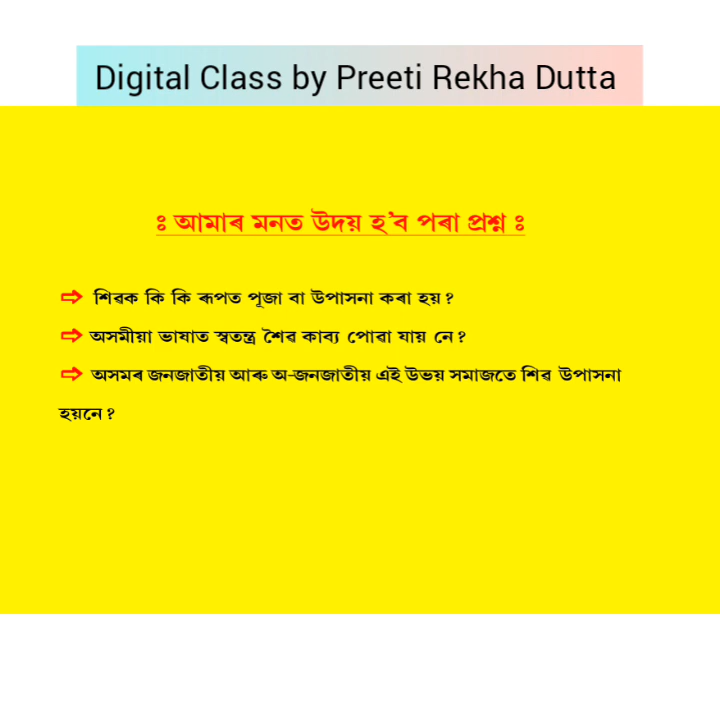 Digital Class by Preeti Rekha Dutta
ঃ আমাৰ মনত উদয় হ'ব পৰা প্ৰশ্ন ঃ
⇨ শিৱক কি কি ৰূপত পূজা বা উপাসনা কৰা হয় ?
⇨ অসমীয়া ভাষাত স্বতন্ত্ৰ শৈৱ কাব্য পোৱা যায় নে ?
⇨ অসমৰ জনজাতীয় আৰু অ-জনজাতীয় এই উভয় সমাজতে শিৱ উপাসনা
হয়নে ?